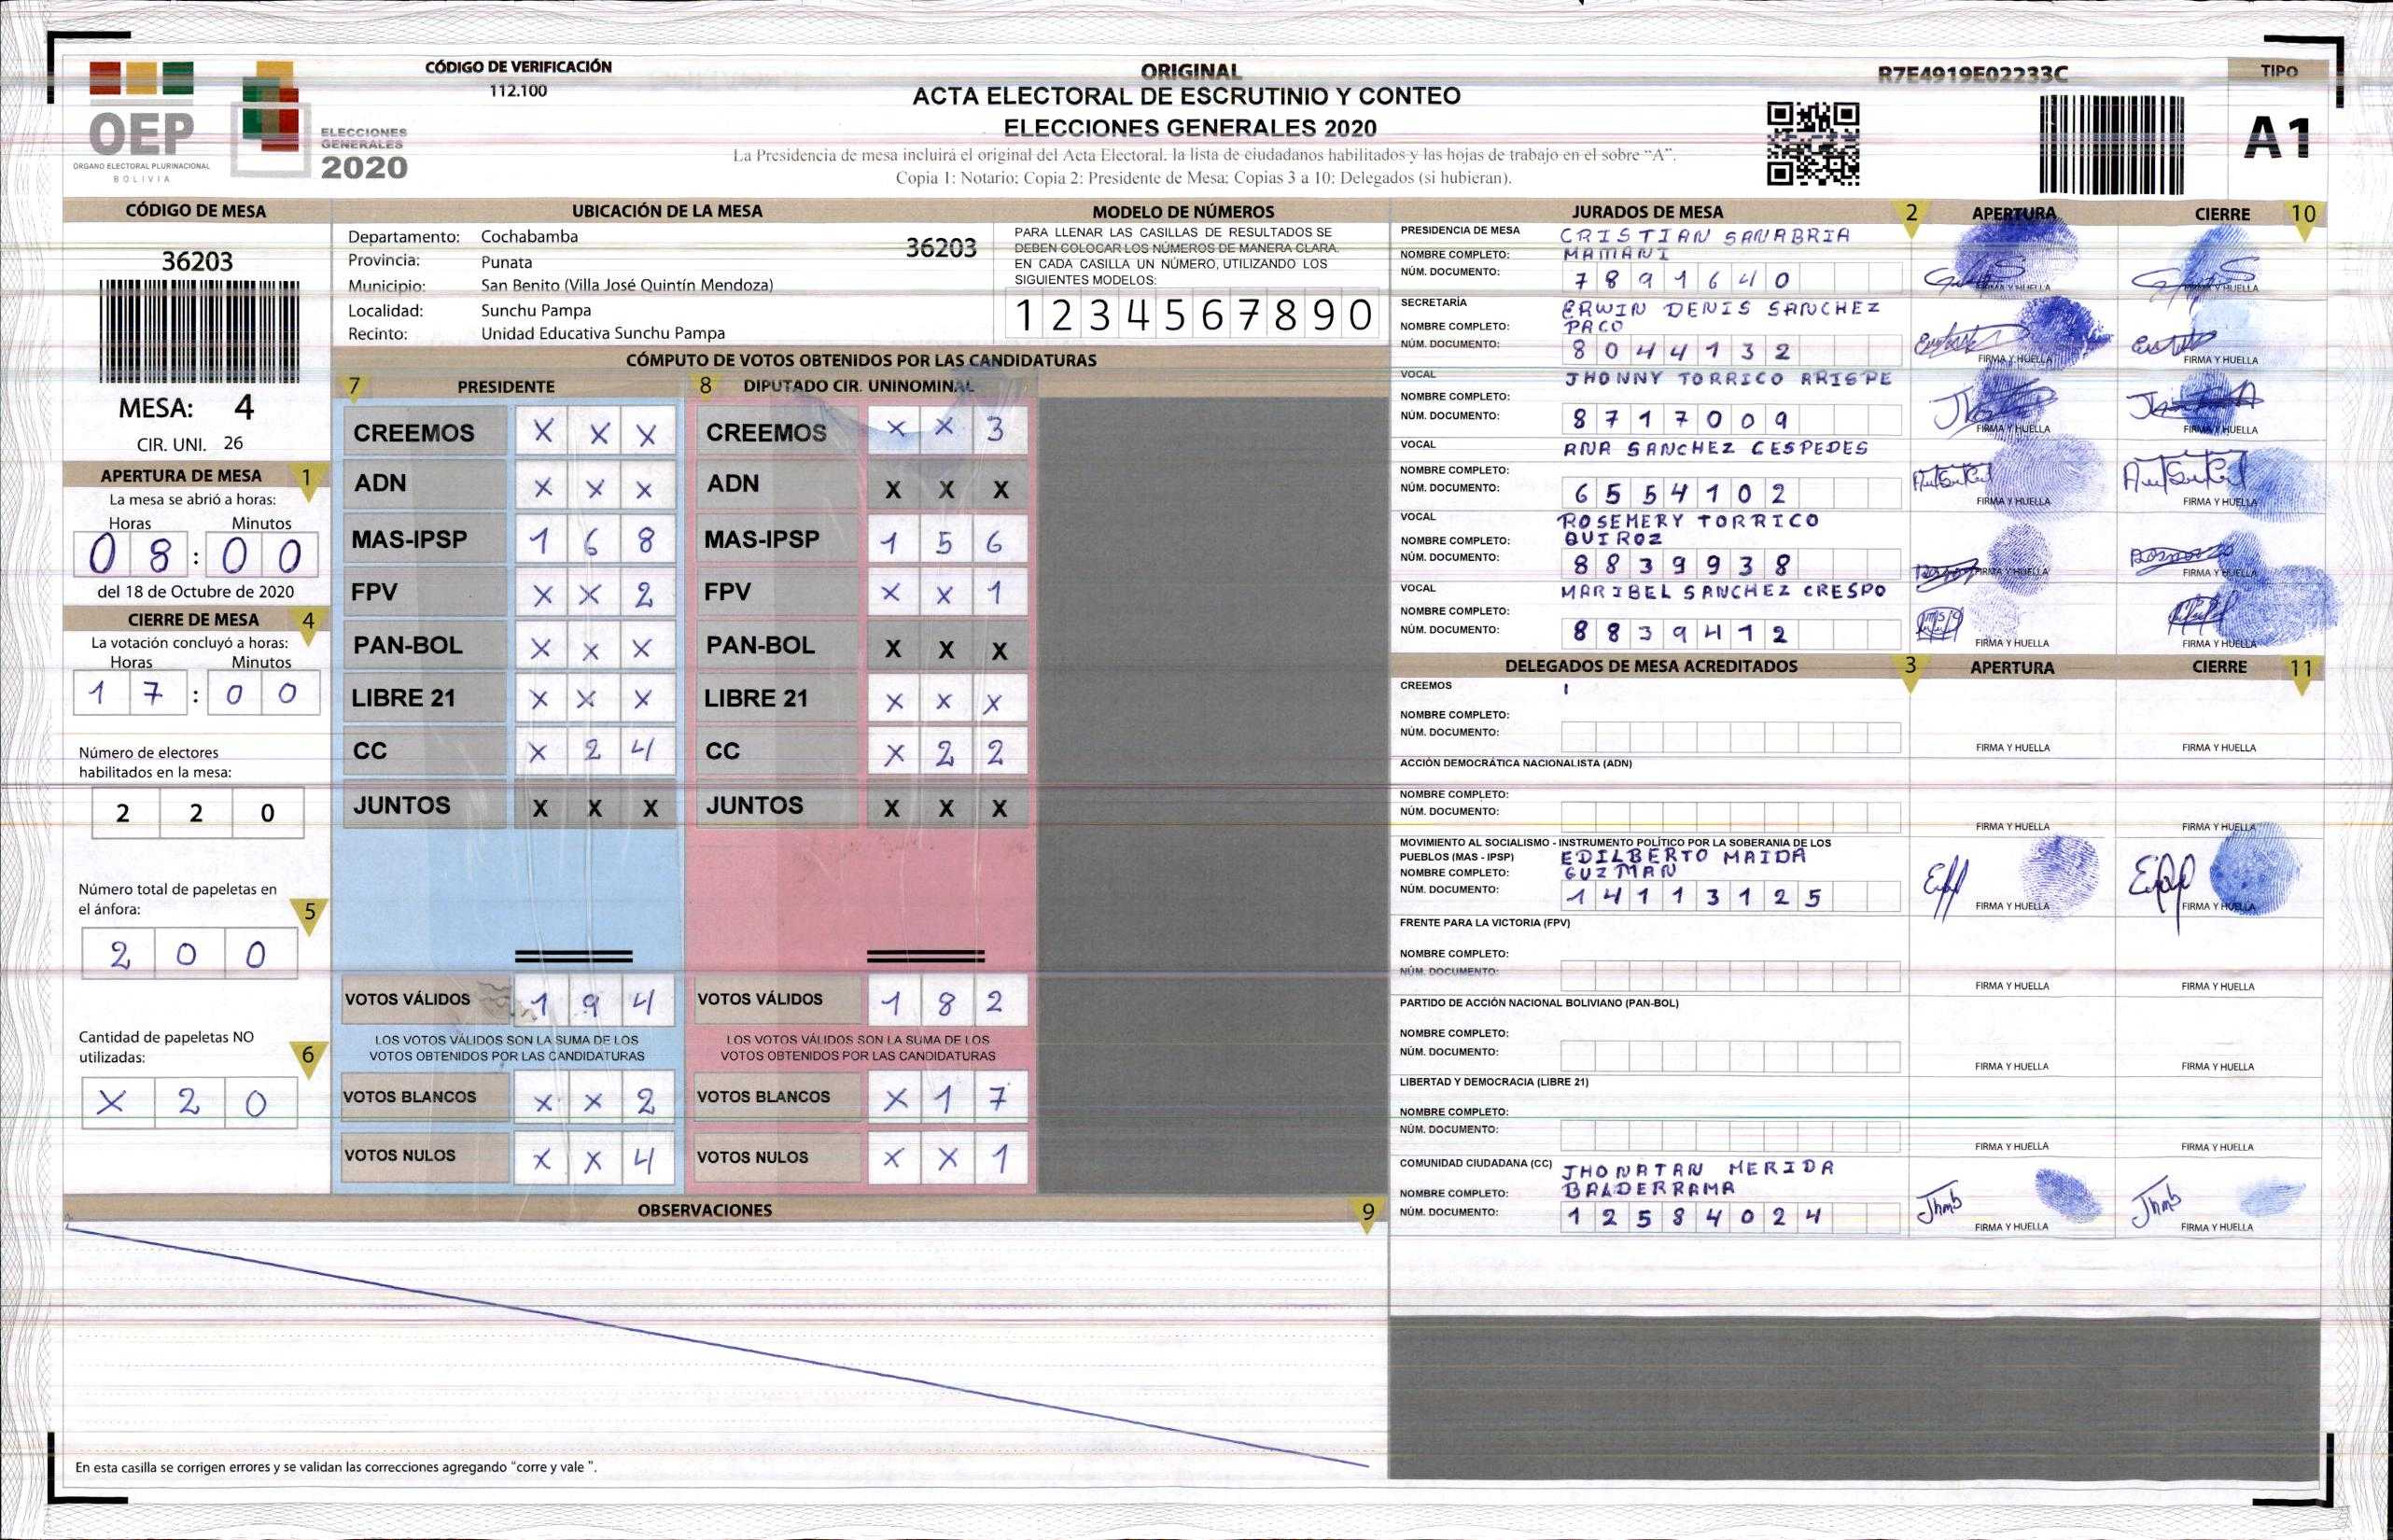 CÓDIGO DE VERIFICACIÓN
112.100
ORIGINAL
ACTA ELECTORAL DE ESCRUTINIO Y CONTEO
ELECCIONES GENERALES 2020
La Presidencia de mesa incluirá el original del Acta Electoral, la lista de ciudadanos habilitados y las hojas de trabajo en el sobre “A”.
Copia 1: Notario; Copia 2: Presidente de Mesa; Copias 3 a 10: Delegados (si hubieran).
R7E4919E02233C
TIPO
A1
OEP
ÓRGANO ELECTORAL PLURINACIONAL
BOLIVIA
ELECCIONES
GENERALES
2020
CÓDIGO DE MESA
36203
MESA: 4
CIR. UNI. 26
APERTURA DE MESA 1
La mesa se abrió a horas:
Horas Minutos
0 8 : 0 0
del 18 de Octubre de 2020
CIERRE DE MESA 4
La votación concluyó a horas:
Horas Minutos
1 7 : 0 0
Número de electores
habilitados en la mesa:
2 2 0
Número total de papeletas en
el ánfora: 5
2 0 0
Cantidad de papeletas NO
utilizadas: 6
X 2 0
UBICACIÓN DE LA MESA
Departamento: Cochabamba 36203
Provincia: Punata
Municipio: San Benito (Villa José Quintín Mendoza)
Localidad: Sunchu Pampa
Recinto: Unidad Educativa Sunchu Pampa
MODELO DE NÚMEROS
PARA LLENAR LAS CASILLAS DE RESULTADOS SE
DEBEN COLOCAR LOS NÚMEROS DE MANERA CLARA.
EN CADA CASILLA UN NÚMERO, UTILIZANDO LOS
SIGUIENTES MODELOS:
1 2 3 4 5 6 7 8 9 0
CÓMPUTO DE VOTOS OBTENIDOS POR LAS CANDIDATURAS
7 PRESIDENTE 8 DIPUTADO CIR. UNINOMINAL
CREEMOS X X X CREEMOS X X 3
ADN X X X ADN X X X
MAS-IPSP 1 6 8 MAS-IPSP 1 5 6
FPV X X 2 FPV X X 1
PAN-BOL X X X PAN-BOL X X X
LIBRE 21 X X X LIBRE 21 X X X
CC X 2 4 CC X 2 2
JUNTOS X X X JUNTOS X X X
VOTOS VÁLIDOS 1 9 4 VOTOS VÁLIDOS 1 8 2
LOS VOTOS VÁLIDOS SON LA SUMA DE LOS LOS VOTOS VÁLIDOS SON LA SUMA DE LOS
VOTOS OBTENIDOS POR LAS CANDIDATURAS VOTOS OBTENIDOS POR LAS CANDIDATURAS
VOTOS BLANCOS X X 2 VOTOS BLANCOS X 1 7
VOTOS NULOS X X 4 VOTOS NULOS X X 1
OBSERVACIONES 9
En esta casilla se corrigen errores y se validan las correcciones agregando “corre y vale ”.
JURADOS DE MESA 2 APERTURA CIERRE 10
PRESIDENCIA DE MESA CRISTIAN SANABRIA
NOMBRE COMPLETO: MAMANI
NÚM. DOCUMENTO: 7 8 9 1 6 4 0 FIRMA Y HUELLA FIRMA Y HUELLA
SECRETARÍA ERWIN DENIS SANCHEZ
NOMBRE COMPLETO: PACO
NÚM. DOCUMENTO: 8 0 4 4 1 3 2 FIRMA Y HUELLA FIRMA Y HUELLA
VOCAL JHONNY TORRICO ARISPE
NOMBRE COMPLETO:
NÚM. DOCUMENTO: 8 7 1 7 0 0 9 FIRMA Y HUELLA FIRMA Y HUELLA
VOCAL ANA SANCHEZ CESPEDES
NOMBRE COMPLETO:
NÚM. DOCUMENTO: 6 5 5 4 1 0 2 FIRMA Y HUELLA FIRMA Y HUELLA
VOCAL ROSEMERY TORRICO
NOMBRE COMPLETO: QUIROZ
NÚM. DOCUMENTO: 8 8 3 9 9 3 8 FIRMA Y HUELLA FIRMA Y HUELLA
VOCAL MARIBEL SANCHEZ CRESPO
NOMBRE COMPLETO:
NÚM. DOCUMENTO: 8 8 3 9 4 1 2 FIRMA Y HUELLA FIRMA Y HUELLA
DELEGADOS DE MESA ACREDITADOS 3 APERTURA CIERRE 11
CREEMOS
NOMBRE COMPLETO:
NÚM. DOCUMENTO: FIRMA Y HUELLA FIRMA Y HUELLA
ACCIÓN DEMOCRÁTICA NACIONALISTA (ADN)
NOMBRE COMPLETO:
NÚM. DOCUMENTO: FIRMA Y HUELLA FIRMA Y HUELLA
MOVIMIENTO AL SOCIALISMO - INSTRUMENTO POLÍTICO POR LA SOBERANIA DE LOS
PUEBLOS (MAS - IPSP) EDILBERTO MAIDA
NOMBRE COMPLETO: GUZMAN
NÚM. DOCUMENTO: 1 4 1 1 3 1 2 5 FIRMA Y HUELLA FIRMA Y HUELLA
FRENTE PARA LA VICTORIA (FPV)
NOMBRE COMPLETO:
NÚM. DOCUMENTO: FIRMA Y HUELLA FIRMA Y HUELLA
PARTIDO DE ACCIÓN NACIONAL BOLIVIANO (PAN-BOL)
NOMBRE COMPLETO:
NÚM. DOCUMENTO: FIRMA Y HUELLA FIRMA Y HUELLA
LIBERTAD Y DEMOCRACIA (LIBRE 21)
NOMBRE COMPLETO:
NÚM. DOCUMENTO: FIRMA Y HUELLA FIRMA Y HUELLA
COMUNIDAD CIUDADANA (CC) JHONATAN MERIDA
NOMBRE COMPLETO: BALDERRAMA
NÚM. DOCUMENTO: 1 2 5 8 4 0 2 4 Jhmb FIRMA Y HUELLA Jhmb FIRMA Y HUELLA